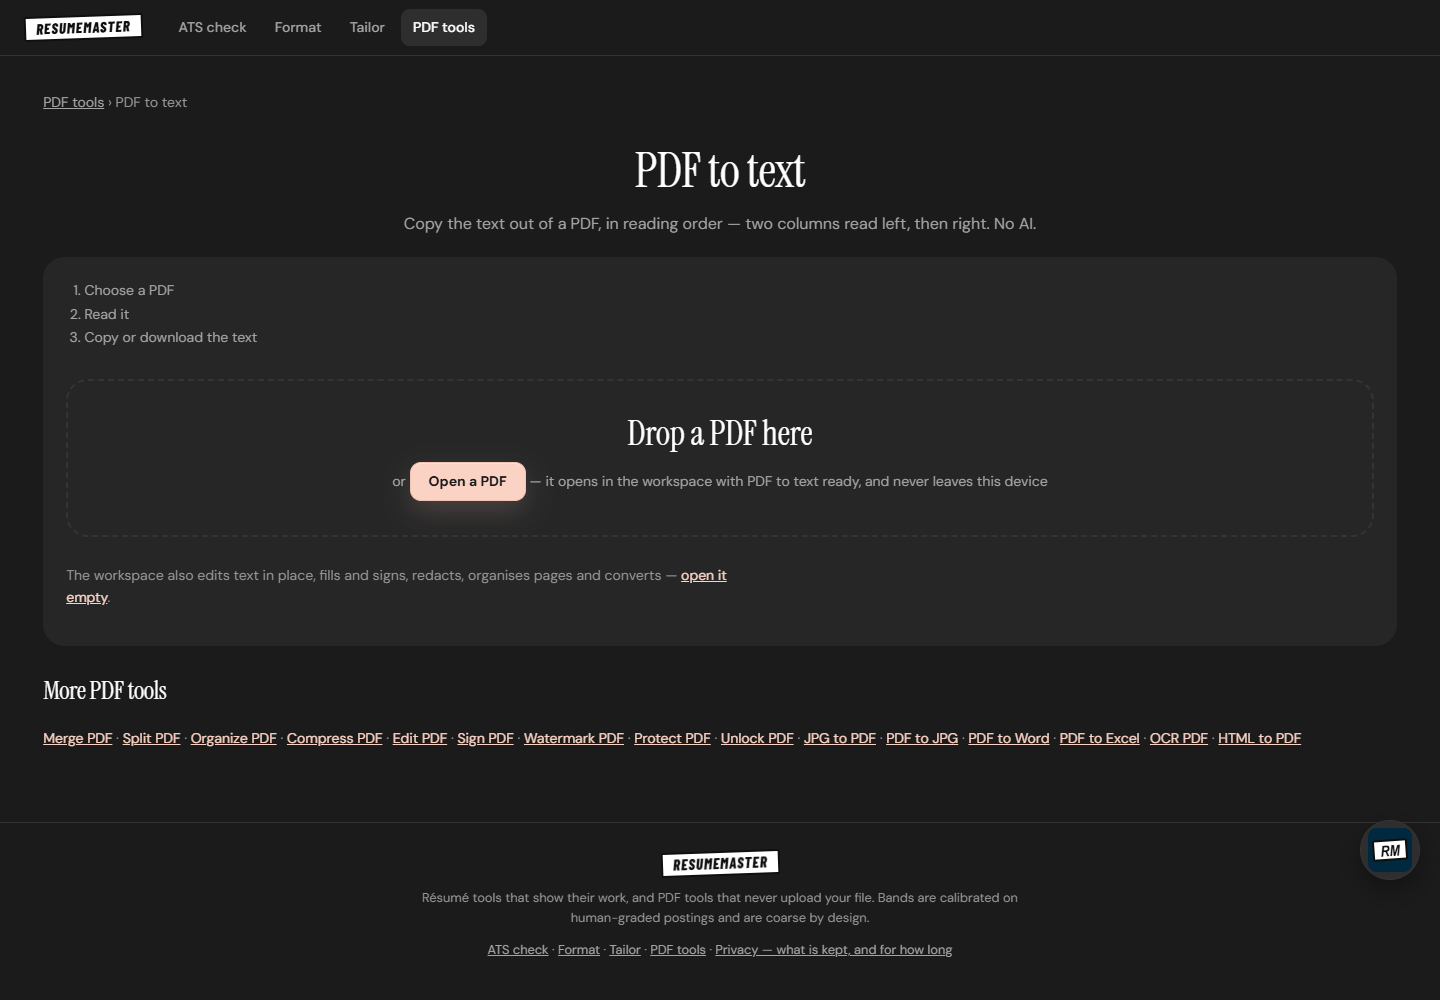 RESUMEMASTER ATS check Format Tailor PDF tools
PDF tools › PDF to text
PDF to text
Copy the text out of a PDF, in reading order — two columns read left, then right. No AI.
1. Choose a PDF
2. Read it
3. Copy or download the text
Drop a PDF here
or Open a PDF — it opens in the workspace with PDF to text ready, and never leaves this device
The workspace also edits text in place, fills and signs, redacts, organises pages and converts — open it
empty.
More PDF tools
Merge PDF · Split PDF · Organize PDF · Compress PDF · Edit PDF · Sign PDF · Watermark PDF · Protect PDF · Unlock PDF · JPG to PDF · PDF to JPG · PDF to Word · PDF to Excel · OCR PDF · HTML to PDF
RM
RESUMEMASTER
Résumé tools that show their work, and PDF tools that never upload your file. Bands are calibrated on
human-graded postings and are coarse by design.
ATS check · Format · Tailor · PDF tools · Privacy — what is kept, and for how long